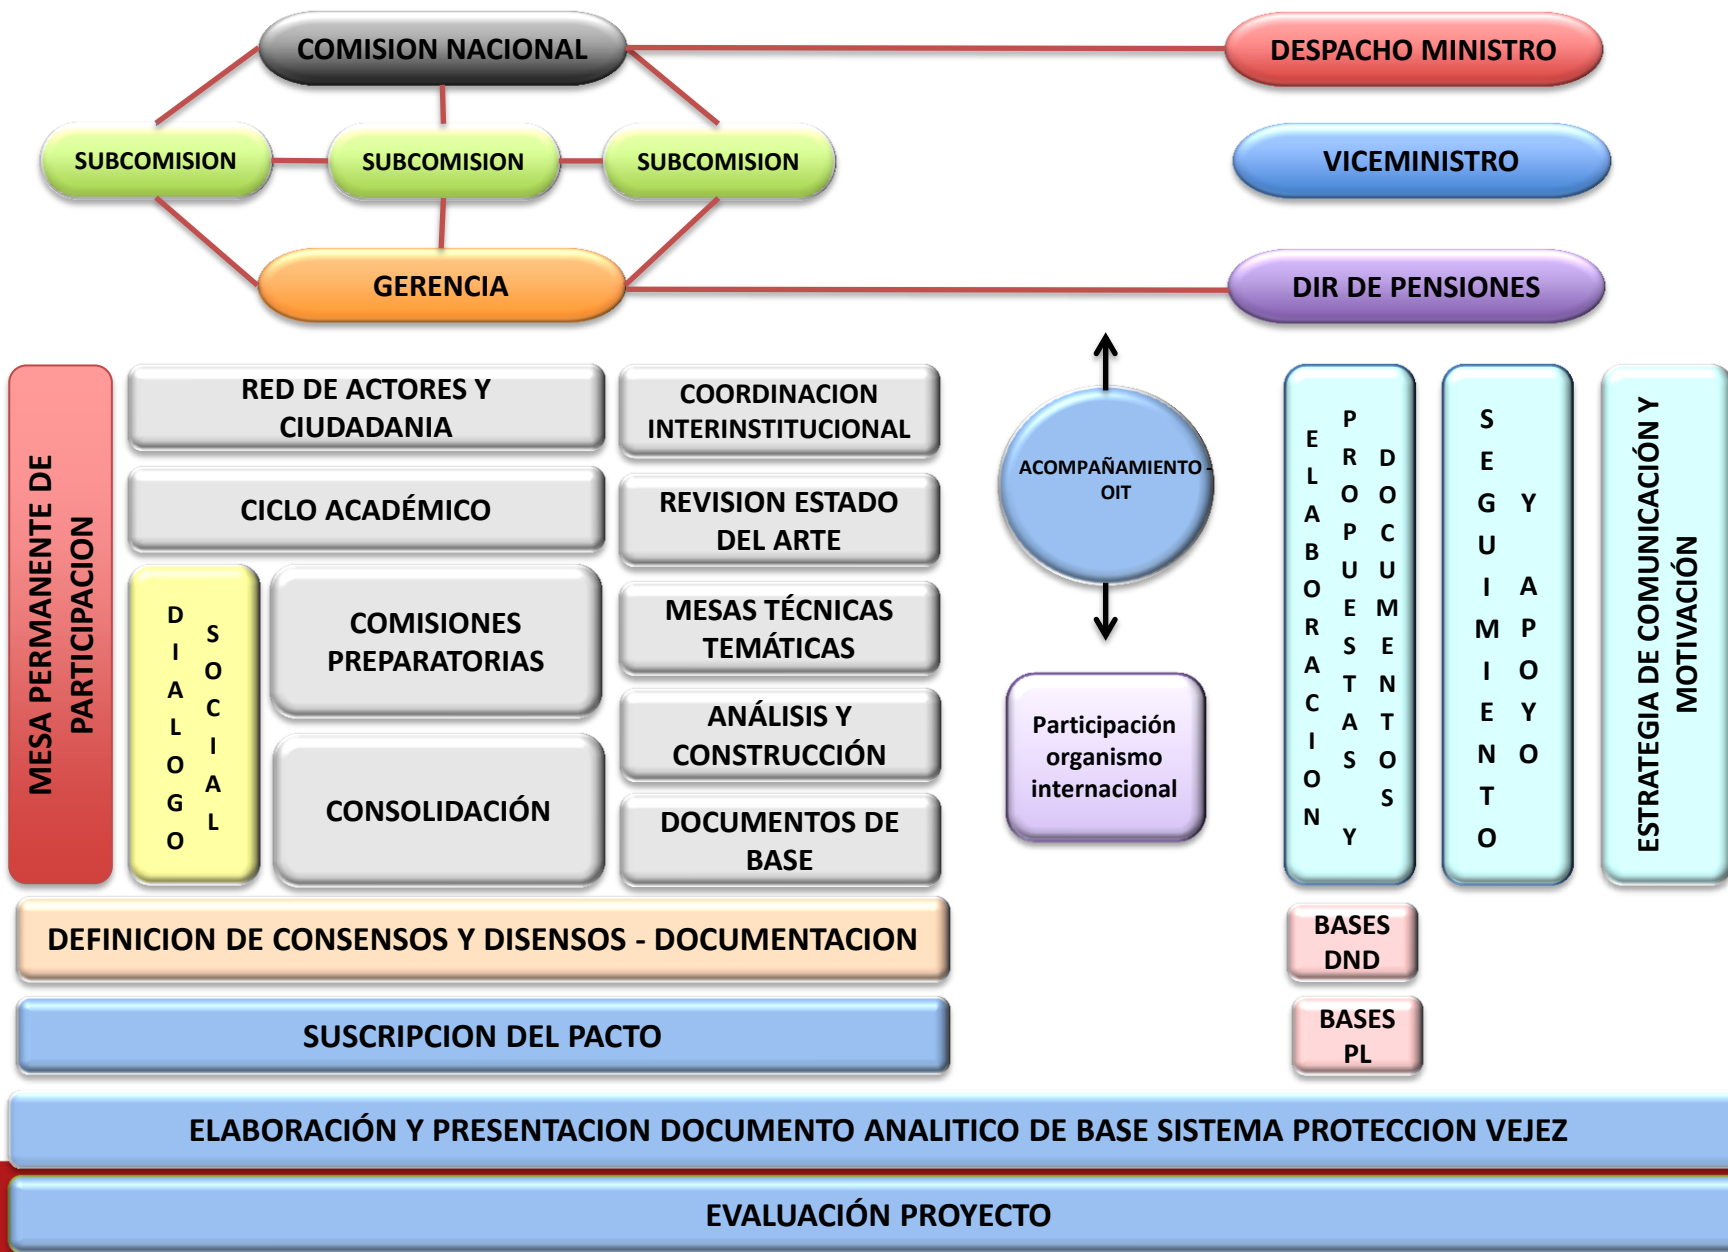 COMISION NACIONAL
DESPACHO MINISTRO
SUBCOMISION
SUBCOMISION
SUBCOMISION
VICEMINISTRO
GERENCIA
DIR DE PENSIONES
MESA PERMANENTE DE
PARTICIPACION
RED DE ACTORES Y
CIUDADANIA
COORDINACION
INTERINSTITUCIONAL
CICLO ACADÉMICO
REVISION ESTADO
DEL ARTE
DIALOGO
SOCIAL
COMISIONES
PREPARATORIAS
MESAS TÉCNICAS
TEMÁTICAS
CONSOLIDACIÓN
ANÁLISIS Y
CONSTRUCCIÓN
DOCUMENTOS DE
BASE
ACOMPAÑAMIENTO -
OIT
Participación
organismo
internacional
ELABORACION
PROPUESTAS Y
DOCUMENTOS
SEGUIMIENTO
Y APOYO
ESTRATEGIA DE COMUNICACIÓN Y
MOTIVACIÓN
DEFINICION DE CONSENSOS Y DISENSOS - DOCUMENTACION
BASES
DND
SUSCRIPCION DEL PACTO
BASES
PL
ELABORACIÓN Y PRESENTACION DOCUMENTO ANALITICO DE BASE SISTEMA PROTECCION VEJEZ
EVALUACIÓN PROYECTO